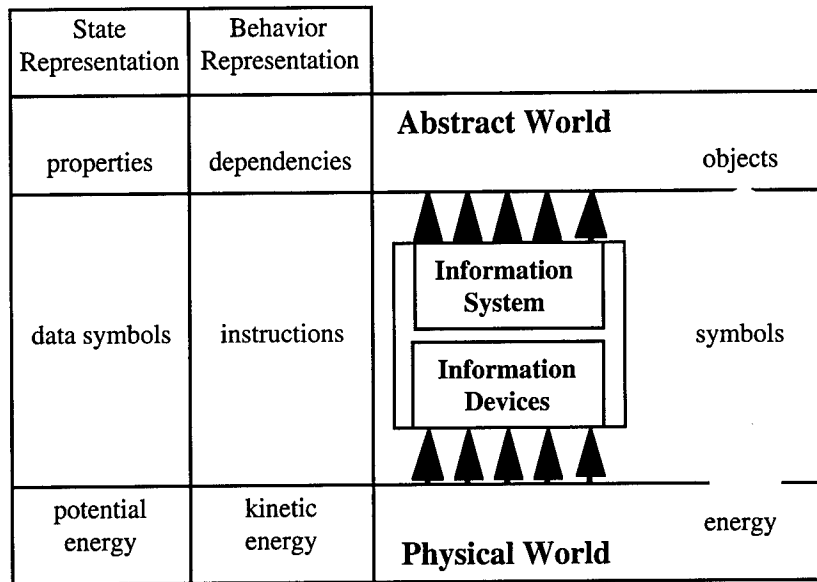 State
Representation
Behavior
Representation
Abstract World
properties
dependencies
objects
Information
System
data symbols
instructions
symbols
Information
Devices
potential
energy
kinetic
energy
energy
Physical World